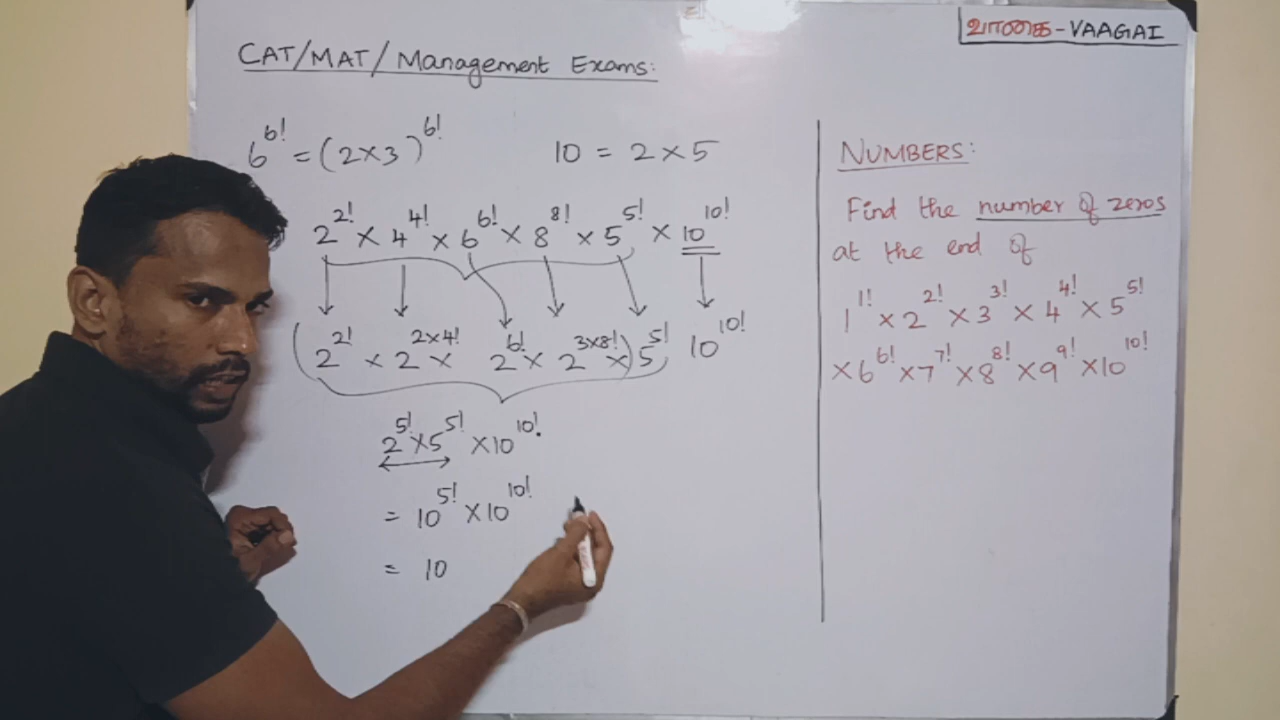 வாகை - VAAGAI
CAT/MAT/Management Exams:
6^6! = (2×3)^6! 10 = 2×5
2^2! × 4^4! × 6^6! × 8^8! × 5^5! × 10^10!
(2^2! × 2^2×4! × 2^6! × 2^3×8! ×) 5^5! 10^10!
2^5! × 5^5! × 10^10!
= 10^5! × 10^10!
= 10
NUMBERS:
Find the number of zeros
at the end of
1^1! × 2^2! × 3^3! × 4^4! × 5^5!
×6^6! ×7^7! ×8^8! ×9^9! ×10^10!